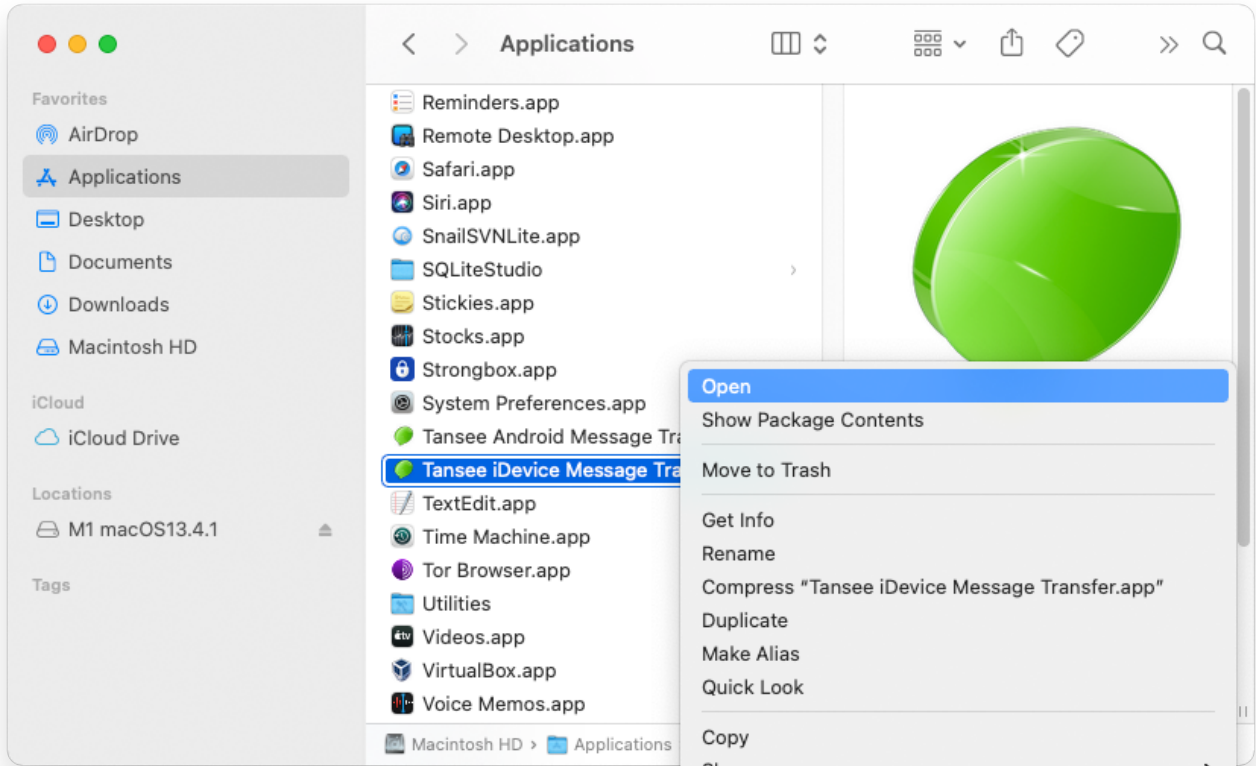 Applications
Favorites
AirDrop
Applications
Desktop
Documents
Downloads
Macintosh HD
iCloud
iCloud Drive
Locations
M1 macOS13.4.1
Tags
Reminders.app
Remote Desktop.app
Safari.app
Siri.app
SnailSVNLite.app
SQLiteStudio
Stickies.app
Stocks.app
Strongbox.app
System Preferences.app
Tansee Android Message Tra
Tansee iDevice Message Tra
TextEdit.app
Time Machine.app
Tor Browser.app
Utilities
tv
Videos.app
VirtualBox.app
Voice Memos.app
Macintosh HD › Applications
Open
Show Package Contents
Move to Trash
Get Info
Rename
Compress “Tansee iDevice Message Transfer.app”
Duplicate
Make Alias
Quick Look
Copy